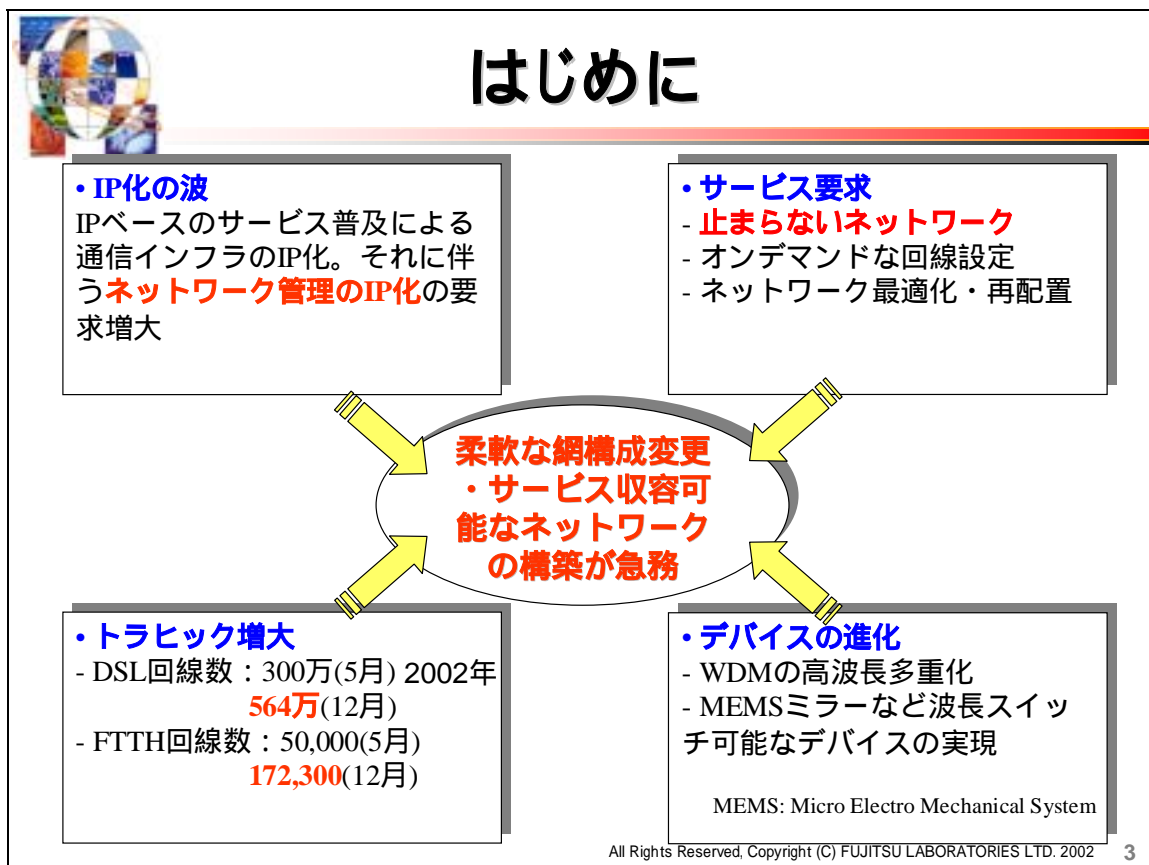 はじめに
• IP化の波
IPベースのサービス普及による
通信インフラのIP化。それに伴
うネットワーク管理のIP化の要
求増大
• サービス要求
- 止まらないネットワーク
- オンデマンドな回線設定
- ネットワーク最適化・再配置
柔軟な網構成変更
・サービス収容可
能なネットワーク
の構築が急務
• トラヒック増大
- DSL回線数：300万(5月) 2002年
564万(12月)
- FTTH回線数：50,000(5月)
172,300(12月)
• デバイスの進化
- WDMの高波長多重化
- MEMSミラーなど波長スイッ
チ可能なデバイスの実現
MEMS: Micro Electro Mechanical System
All Rights Reserved, Copyright (C) FUJITSU LABORATORIES LTD. 2002 3